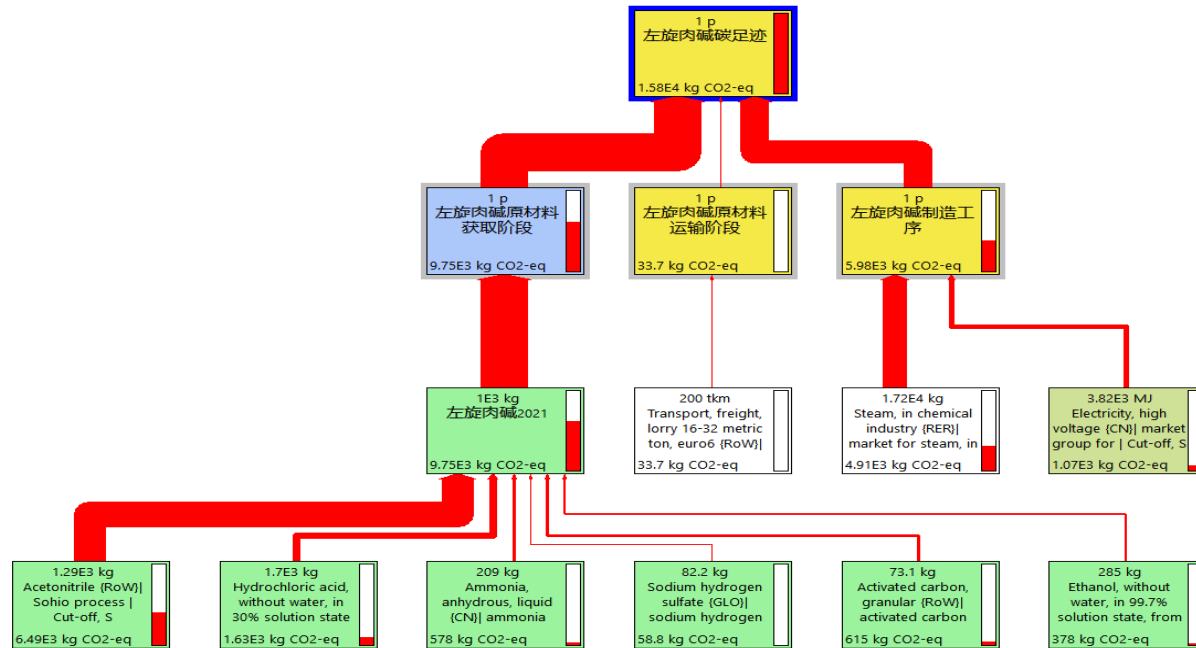 1 p
左旋肉碱碳足迹
1.58E4 kg CO2-eq
1 p
左旋肉碱原材料
获取阶段
9.75E3 kg CO2-eq
1 p
左旋肉碱原材料
运输阶段
33.7 kg CO2-eq
1 p
左旋肉碱制造工
序
5.98E3 kg CO2-eq
1E3 kg
左旋肉碱2021
9.75E3 kg CO2-eq
200 tkm
Transport, freight,
lorry 16-32 metric
ton, euro6 {RoW}|
33.7 kg CO2-eq
1.72E4 kg
Steam, in chemical
industry {RER}|
market for steam, in
4.91E3 kg CO2-eq
3.82E3 MJ
Electricity, high
voltage {CN}| market
group for | Cut-off, S
1.07E3 kg CO2-eq
1.29E3 kg
Acetonitrile {RoW}|
Sohio process |
Cut-off, S
6.49E3 kg CO2-eq
1.7E3 kg
Hydrochloric acid,
without water, in
30% solution state
1.63E3 kg CO2-eq
209 kg
Ammonia,
anhydrous, liquid
{CN}| ammonia
578 kg CO2-eq
82.2 kg
Sodium hydrogen
sulfate {GLO}|
sodium hydrogen
58.8 kg CO2-eq
73.1 kg
Activated carbon,
granular {RoW}|
activated carbon
615 kg CO2-eq
285 kg
Ethanol, without
water, in 99.7%
solution state, from
378 kg CO2-eq